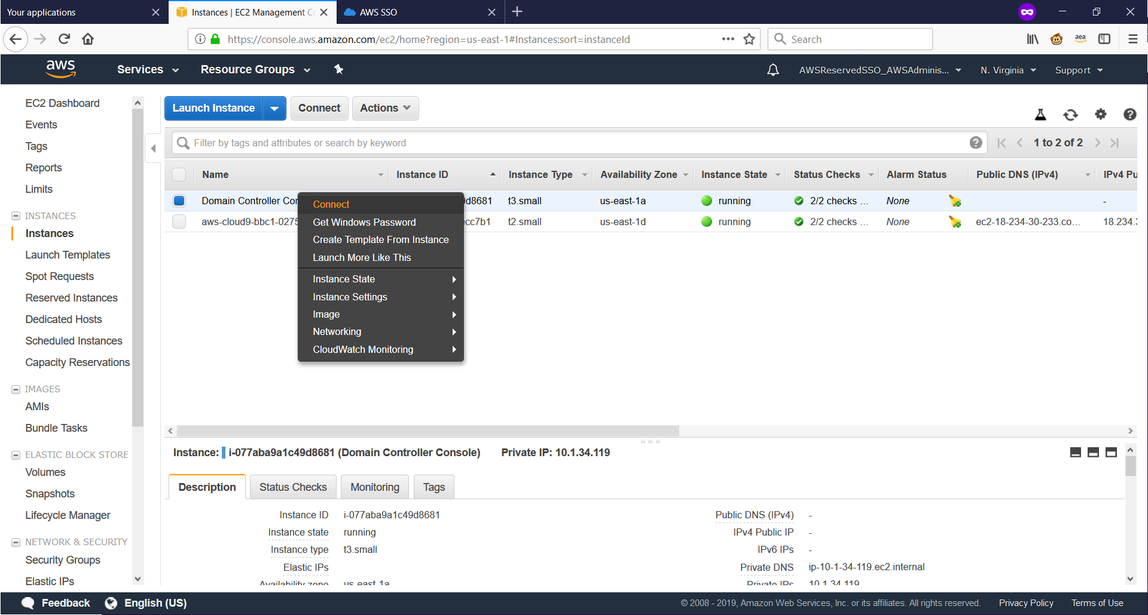 Your applications
Instances | EC2 Management C
AWS SSO
https://console.aws.amazon.com/ec2/home?region=us-east-1#Instances:sort=instanceId
Search
aea
aws
Services
Resource Groups
AWSReservedSSO_AWSAdminis...
N. Virginia
Support
EC2 Dashboard
Events
Tags
Reports
Limits
INSTANCES
Instances
Launch Templates
Spot Requests
Reserved Instances
Dedicated Hosts
Scheduled Instances
Capacity Reservations
IMAGES
AMIs
Bundle Tasks
ELASTIC BLOCK STORE
Volumes
Snapshots
Lifecycle Manager
NETWORK & SECURITY
Security Groups
Elastic IPs
Launch Instance
Connect
Actions
Filter by tags and attributes or search by keyword
1 to 2 of 2
Name Instance ID Instance Type Availability Zone Instance State Status Checks Alarm Status Public DNS (IPv4) IPv4 Pu
Domain Controller Con d8681 t3.small us-east-1a running 2/2 checks ... None -
aws-cloud9-bbc1-0275 cc7b1 t2.small us-east-1d running 2/2 checks ... None ec2-18-234-30-233.co... 18.234.3
Connect
Get Windows Password
Create Template From Instance
Launch More Like This
Instance State
Instance Settings
Image
Networking
CloudWatch Monitoring
Instance: i-077aba9a1c49d8681 (Domain Controller Console) Private IP: 10.1.34.119
Description
Status Checks
Monitoring
Tags
Instance ID i-077aba9a1c49d8681
Instance state running
Instance type t3.small
Elastic IPs
Availability zone us-east-1a
Public DNS (IPv4) -
IPv4 Public IP -
IPv6 IPs -
Private DNS ip-10-1-34-119.ec2.internal
Private IPs 10.1.34.119
Feedback
English (US)
© 2008 - 2019, Amazon Web Services, Inc. or its affiliates. All rights reserved.
Privacy Policy
Terms of Use